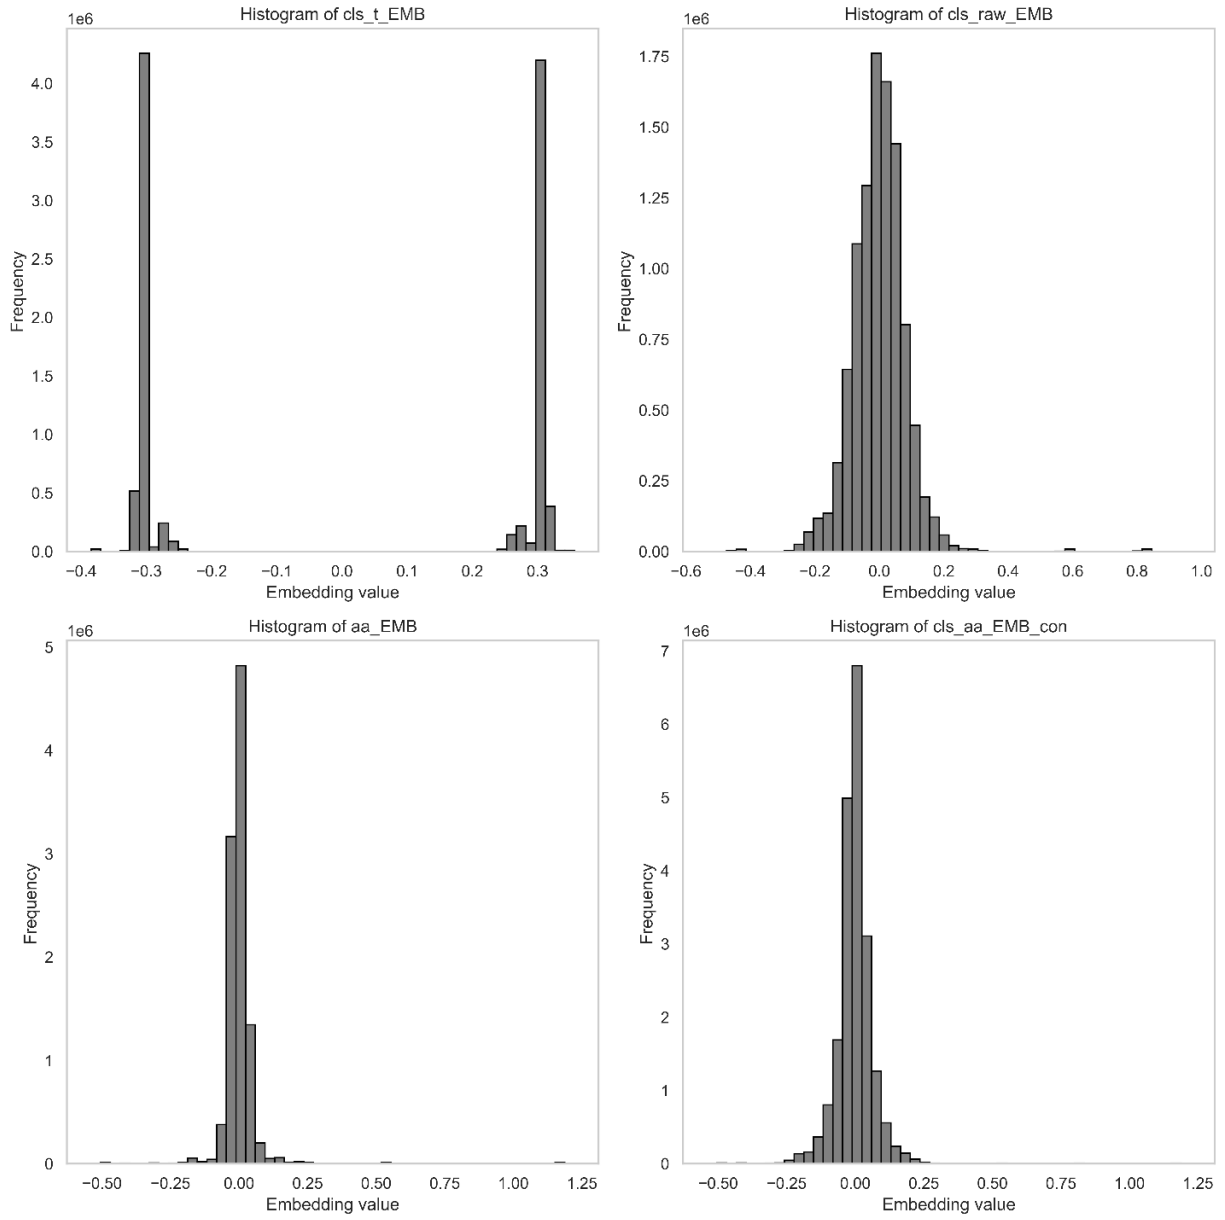 Histogram of cls_t_EMB
1e6
4.0
3.5
3.0
2.5
2.0
1.5
1.0
0.5
0.0
Frequency
−0.4 −0.3 −0.2 −0.1 0.0 0.1 0.2 0.3
Embedding value
Histogram of cls_raw_EMB
1e6
1.75
1.50
1.25
1.00
0.75
0.50
0.25
0.00
Frequency
−0.6 −0.4 −0.2 0.0 0.2 0.4 0.6 0.8 1.0
Embedding value
Histogram of aa_EMB
1e6
5
4
3
2
1
0
Frequency
−0.50 −0.25 0.00 0.25 0.50 0.75 1.00 1.25
Embedding value
Histogram of cls_aa_EMB_con
1e6
7
6
5
4
3
2
1
0
Frequency
−0.50 −0.25 0.00 0.25 0.50 0.75 1.00 1.25
Embedding value